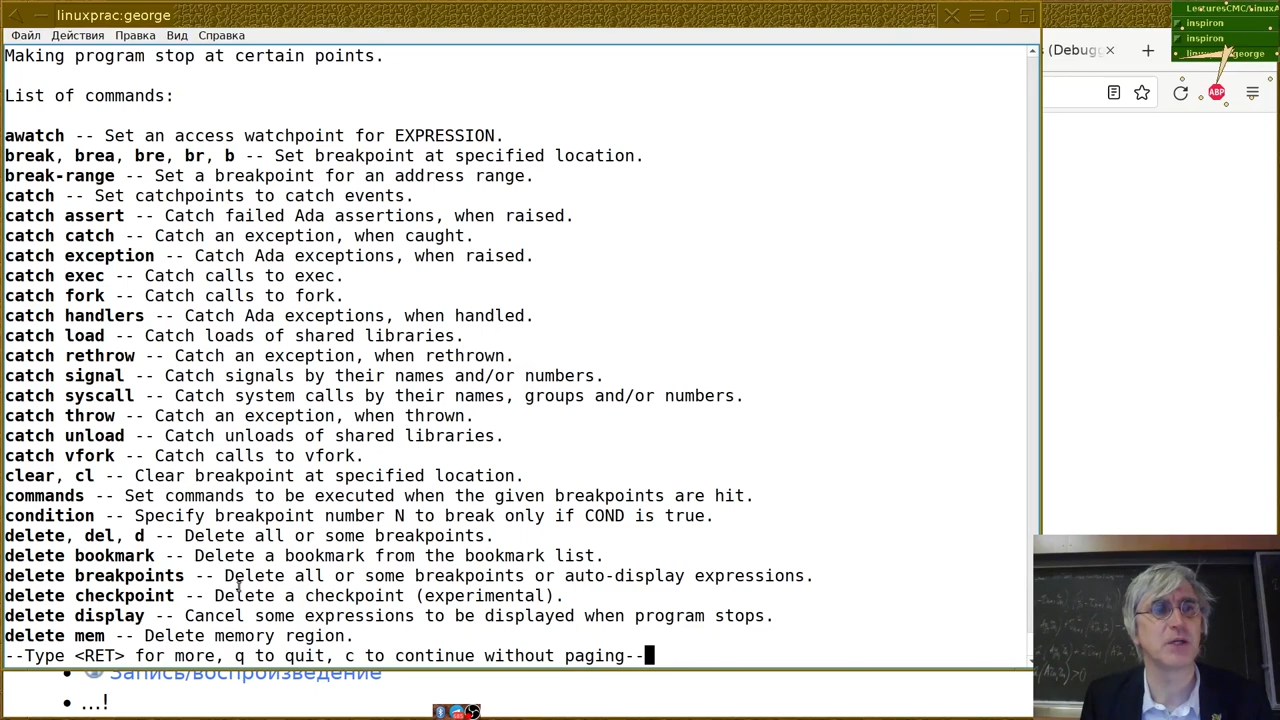 linuxprac:george
LecturesCMC/LinuxA
inspiron
inspiron
Файл Действия Правка Вид Справка
(Debugg
ABP
Making program stop at certain points.
List of commands:
awatch -- Set an access watchpoint for EXPRESSION.
break, brea, bre, br, b -- Set breakpoint at specified location.
break-range -- Set a breakpoint for an address range.
catch -- Set catchpoints to catch events.
catch assert -- Catch failed Ada assertions, when raised.
catch catch -- Catch an exception, when caught.
catch exception -- Catch Ada exceptions, when raised.
catch exec -- Catch calls to exec.
catch fork -- Catch calls to fork.
catch handlers -- Catch Ada exceptions, when handled.
catch load -- Catch loads of shared libraries.
catch rethrow -- Catch an exception, when rethrown.
catch signal -- Catch signals by their names and/or numbers.
catch syscall -- Catch system calls by their names, groups and/or numbers.
catch throw -- Catch an exception, when thrown.
catch unload -- Catch unloads of shared libraries.
catch vfork -- Catch calls to vfork.
clear, cl -- Clear breakpoint at specified location.
commands -- Set commands to be executed when the given breakpoints are hit.
condition -- Specify breakpoint number N to break only if COND is true.
delete, del, d -- Delete all or some breakpoints.
delete bookmark -- Delete a bookmark from the bookmark list.
delete breakpoints -- Delete all or some breakpoints or auto-display expressions.
delete checkpoint -- Delete a checkpoint (experimental).
delete display -- Cancel some expressions to be displayed when program stops.
delete mem -- Delete memory region.
--Type <RET> for more, q to quit, c to continue without paging--
Запись/воспроизведение
...!